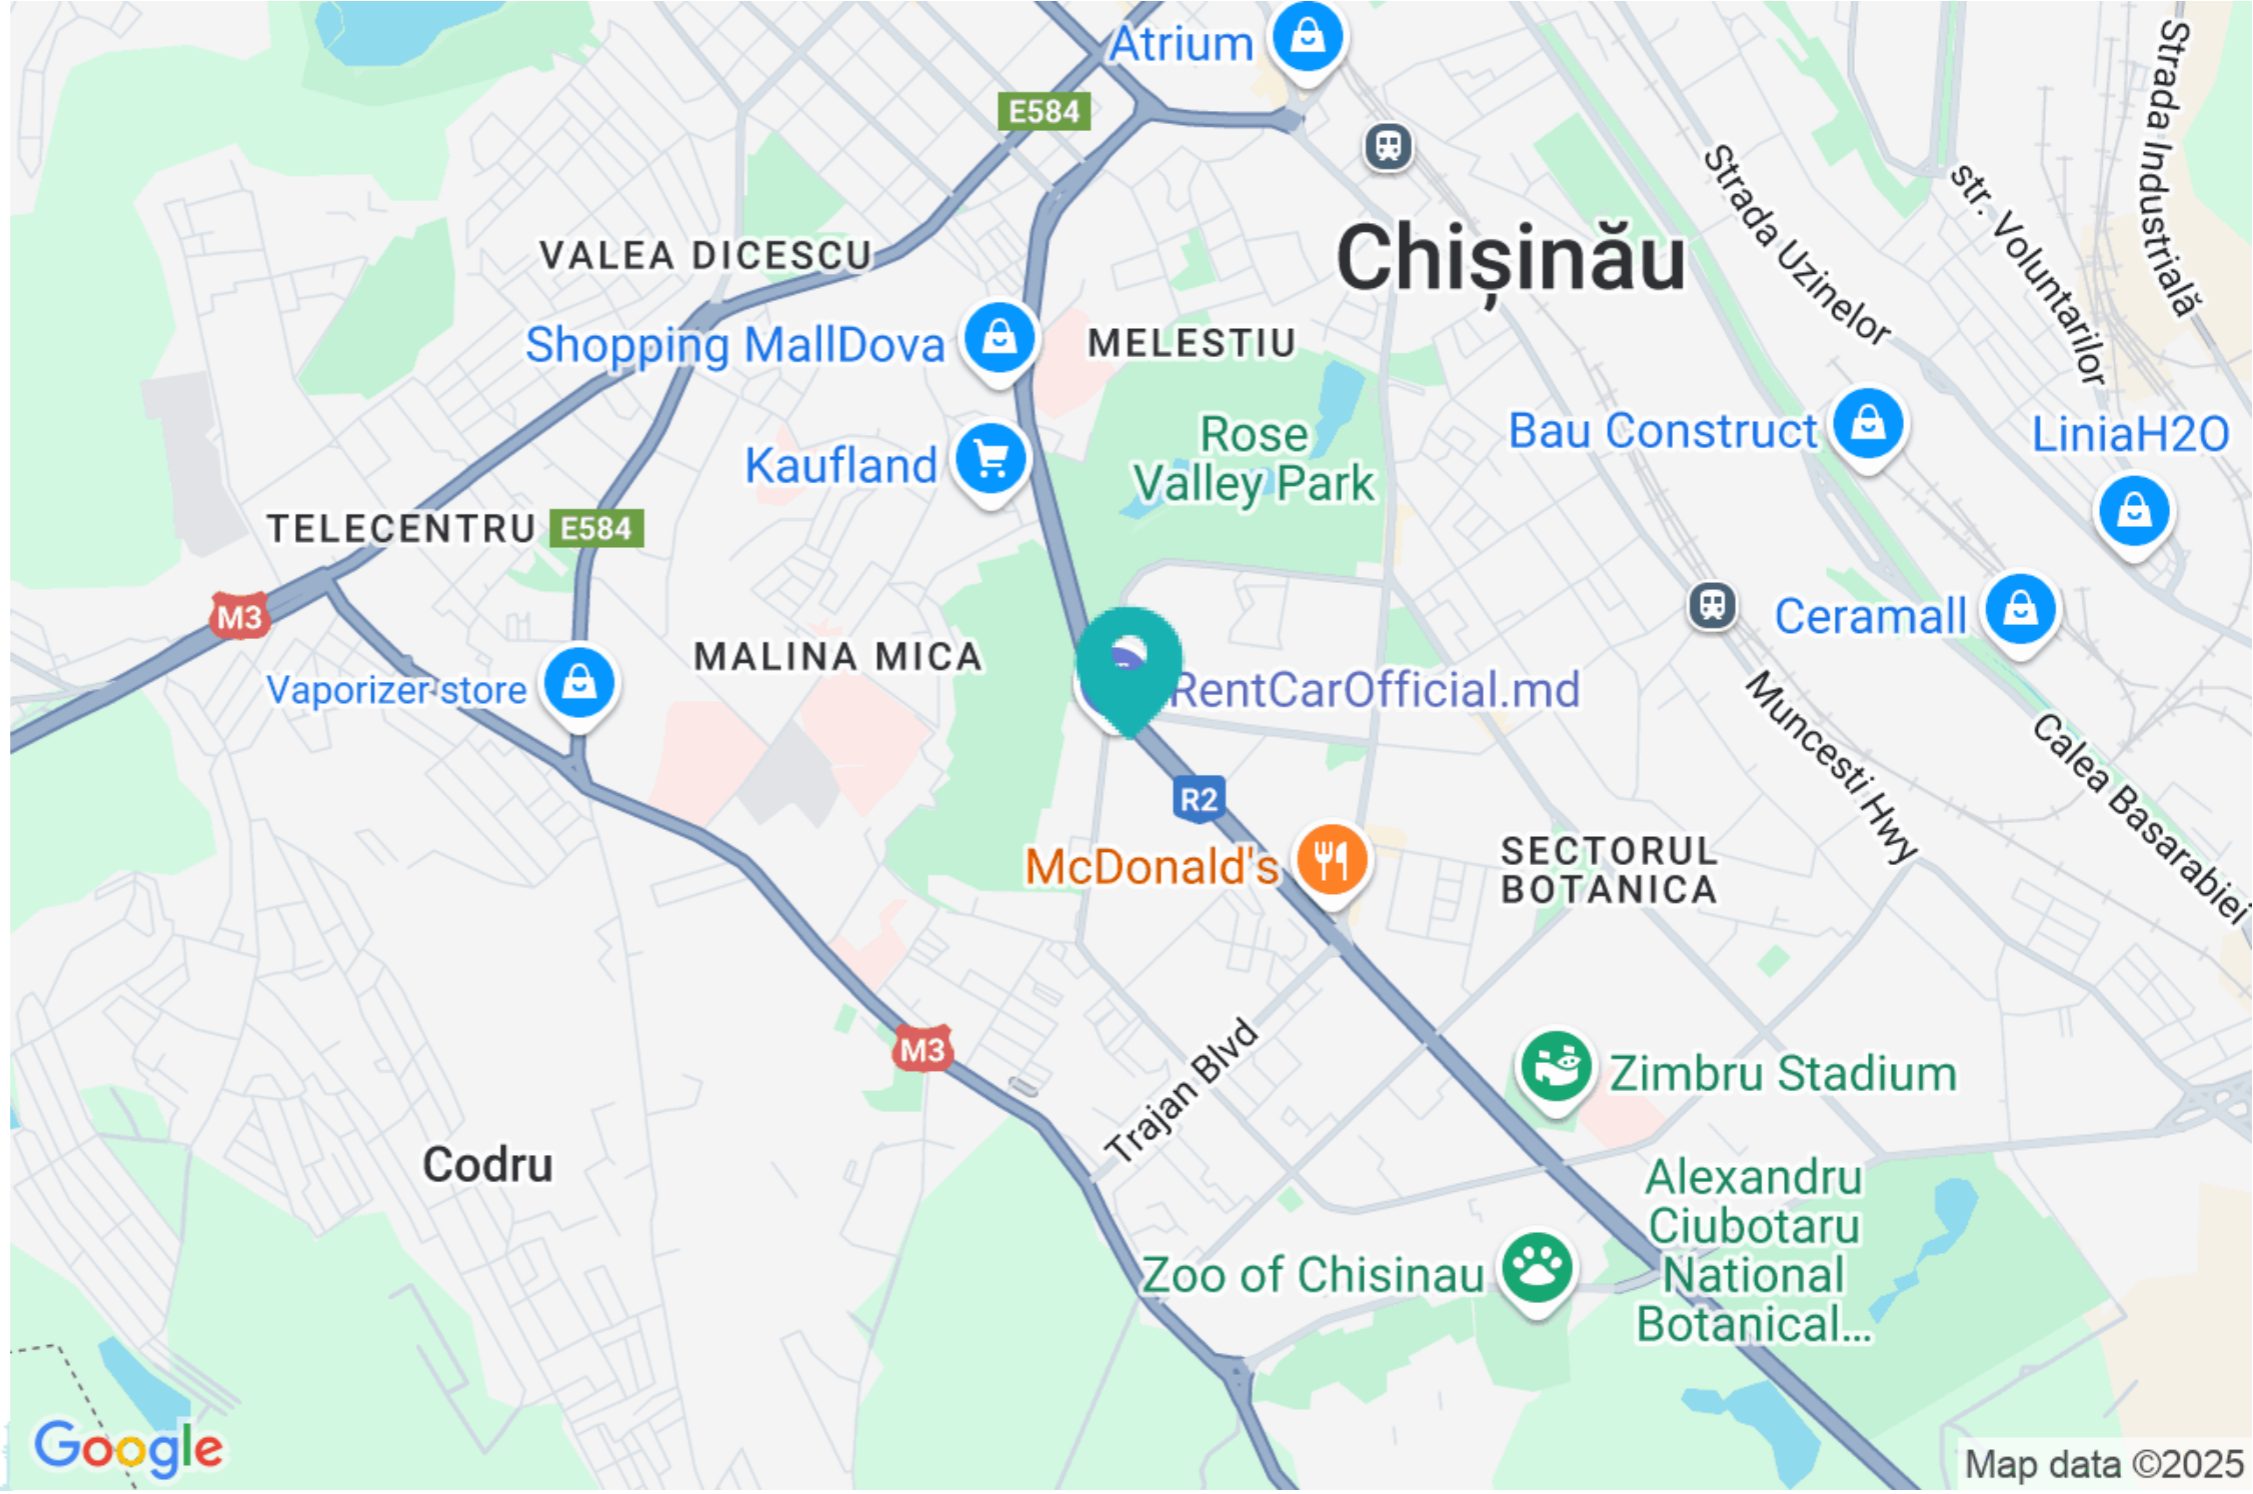 Atrium
E584
Strada Industrială
Strada Uzinelor
str. Voluntarilor
VALEA DICESCU
Chișinău
Shopping MallDova
MELESTIU
Rose
Valley Park
Bau Construct
LiniaH2O
Kaufland
TELECENTRU
E584
M3
Ceramall
MALINA MICA
Vaporizer store
RentCarOfficial.md
Muncesti Hwy
Calea Basarabiei
R2
McDonald's
SECTORUL
BOTANICA
M3
Trajan Blvd
Zimbru Stadium
Codru
Alexandru
Ciubotaru
National
Botanical...
Zoo of Chisinau
Google
Map data ©2025